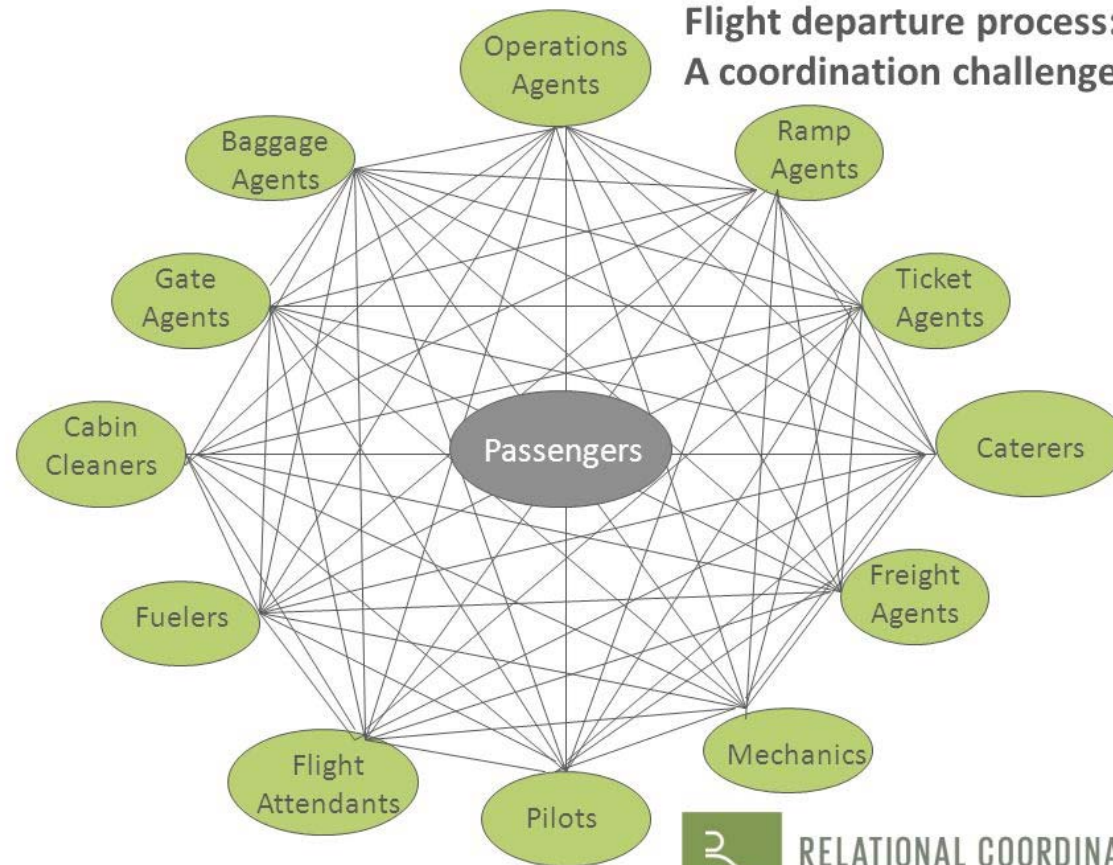 Flight departure process:
A coordination challenge
Operations
Agents
Ramp
Agents
Baggage
Agents
Gate
Agents
Ticket
Agents
Cabin
Cleaners
Passengers
Caterers
Fuelers
Freight
Agents
Flight
Attendants
Pilots
Mechanics
RELATIONAL